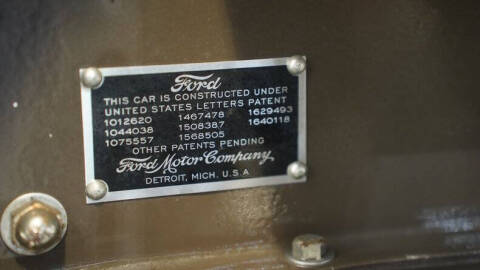 Ford
THIS CAR IS CONSTRUCTED UNDER
UNITED STATES LETTERS PATENT
1012620 1467478 1629493
1044038 1508387 1640118
1075557 1568505
OTHER PATENTS PENDING
Ford Motor Company
DETROIT, MICH. U.S.A